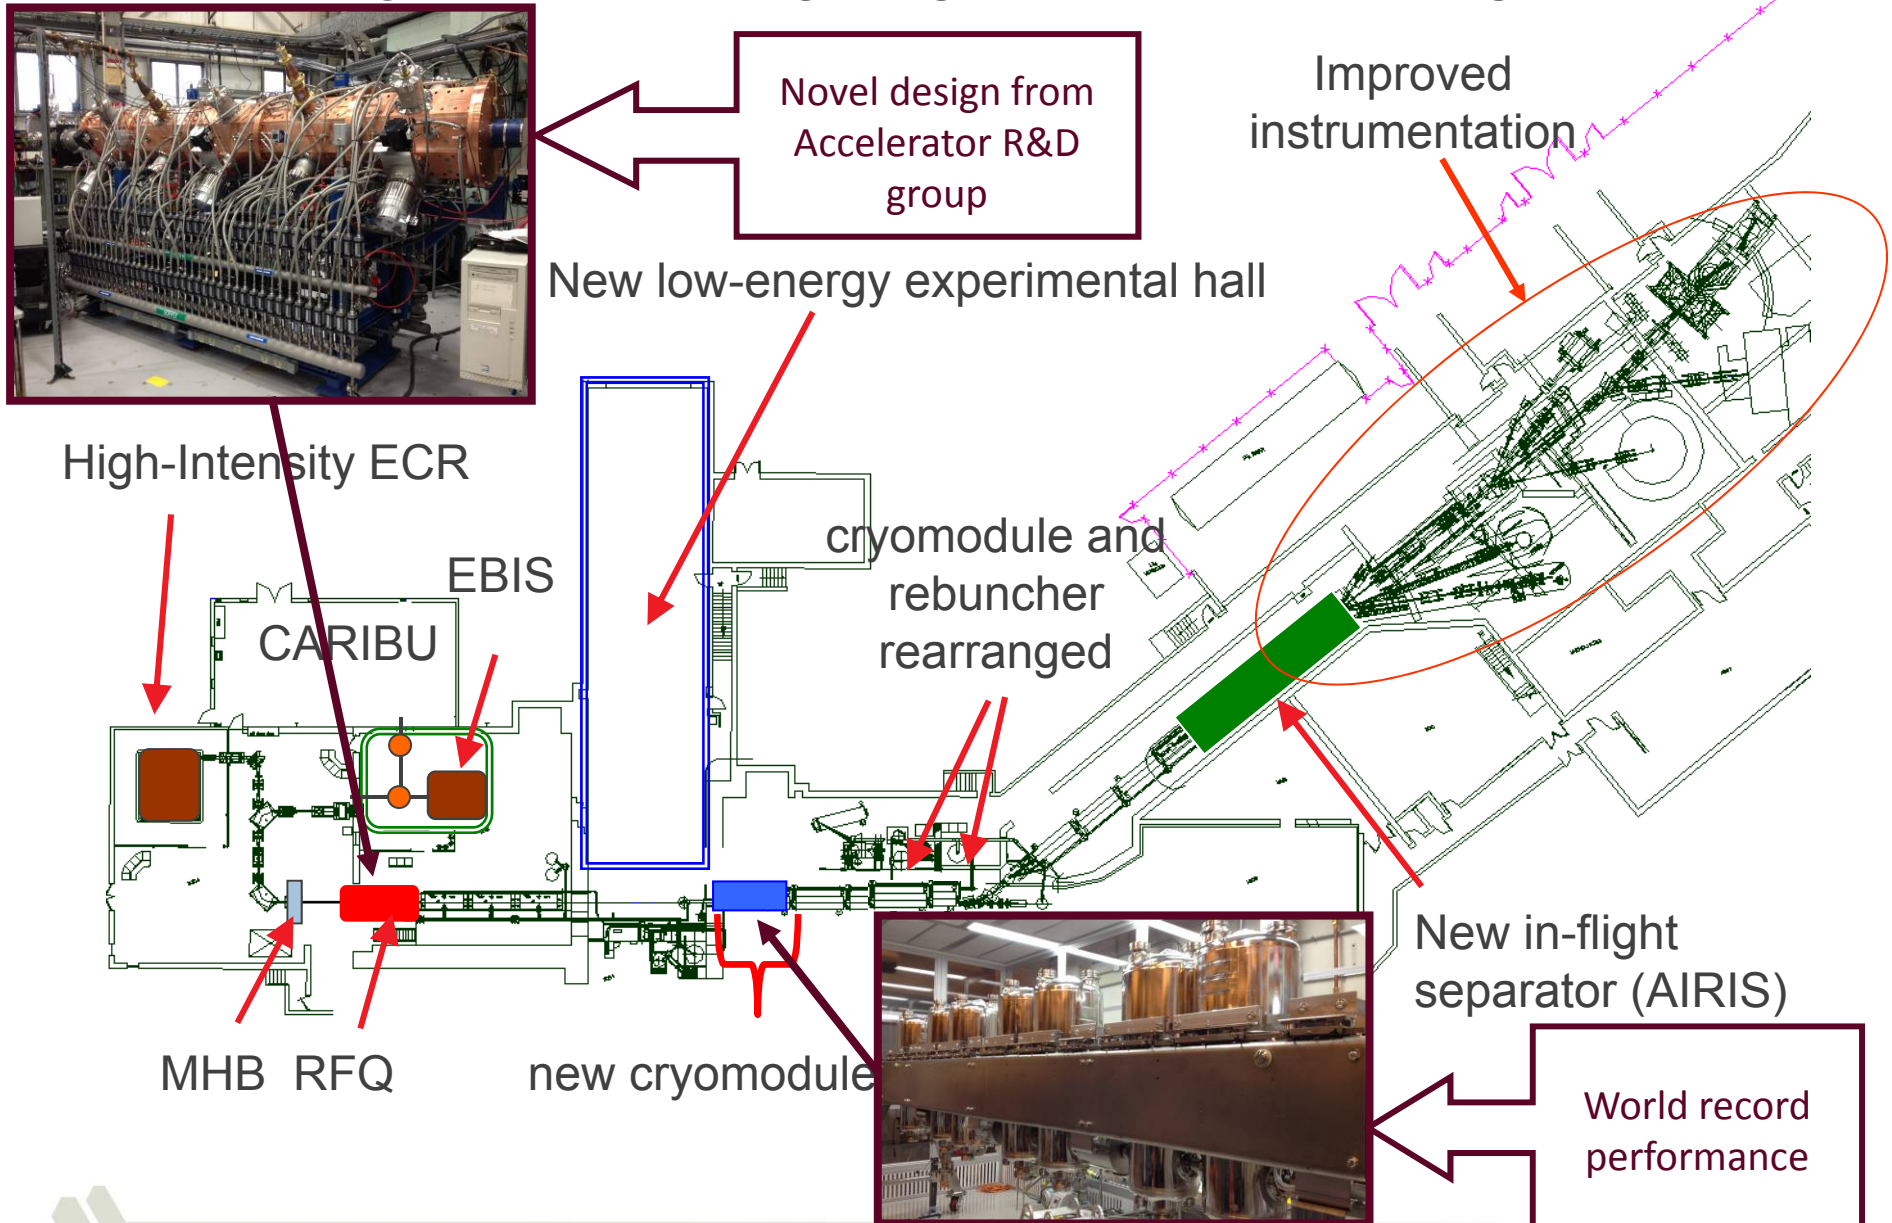 Novel design from
Accelerator R&D
group
Improved
instrumentation
New low-energy experimental hall
High-Intensity ECR
EBIS
CARIBU
cryomodule and
rebuncher
rearranged
New in-flight
separator (AIRIS)
MHB RFQ
new cryomodule
World record
performance